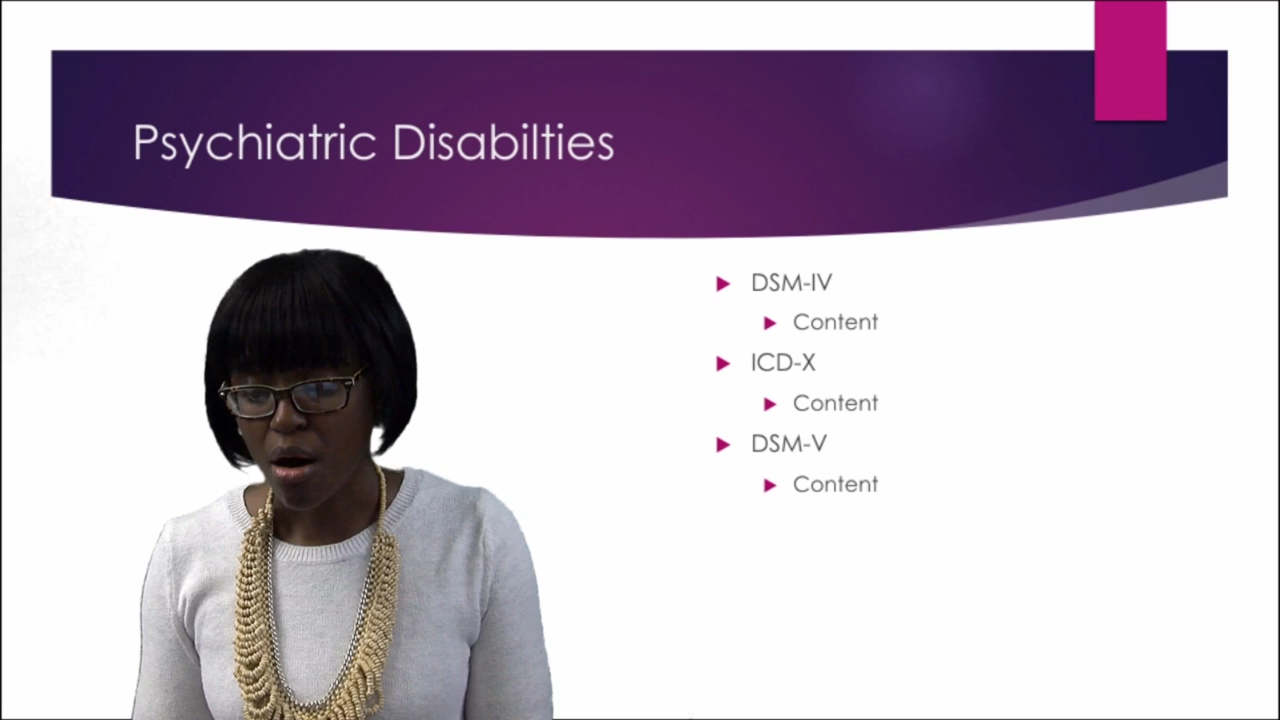 Psychiatric Disabilties
DSM-IV
Content
ICD-X
Content
DSM-V
Content